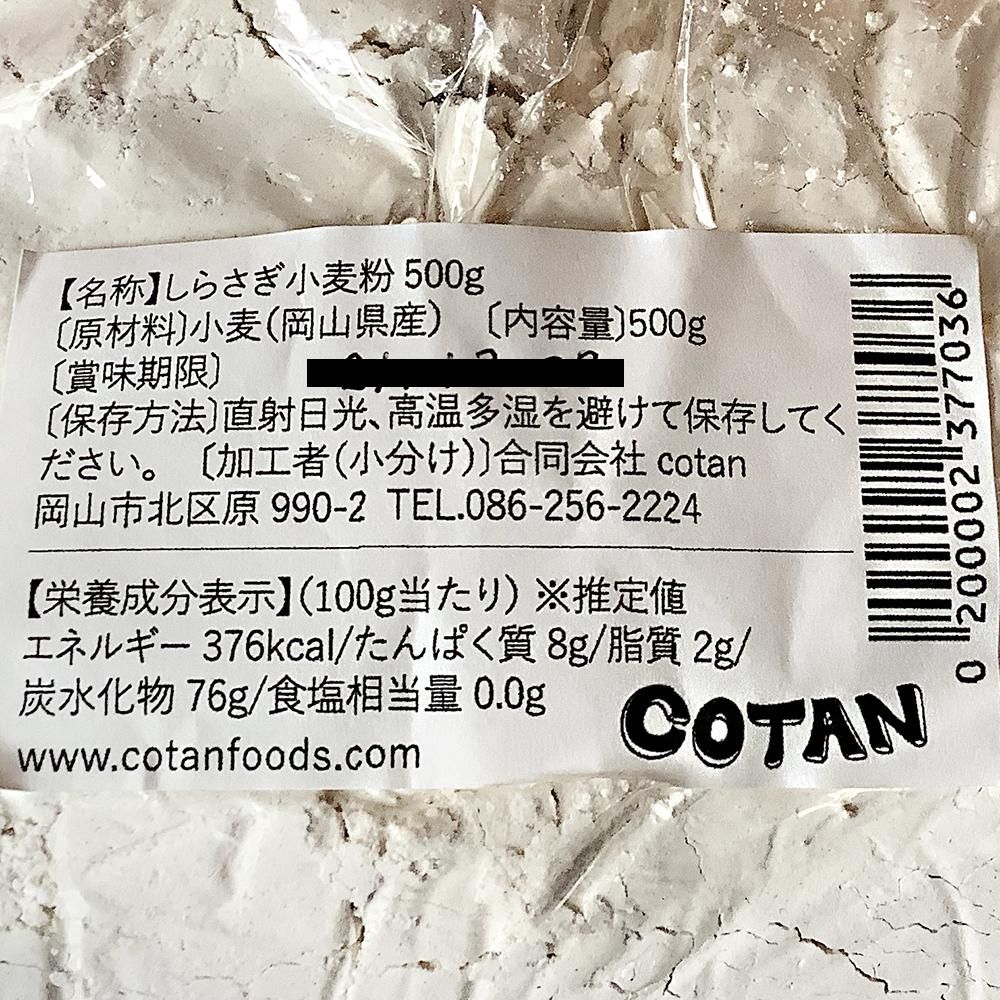 【名称】しらさぎ小麦粉 500g
〔原材料〕小麦(岡山県産) 〔内容量〕500g
〔賞味期限〕
〔保存方法〕直射日光、高温多湿を避けて保存してく
ださい。 〔加工者(小分け)〕合同会社 cotan
岡山市北区原 990-2 TEL.086-256-2224
【栄養成分表示】(100g当たり) ※推定値
エネルギー 376kcal/たんぱく質 8g/脂質 2g/
炭水化物 76g/食塩相当量 0.0g
www.cotanfoods.com
COTAN
0 200002 377036